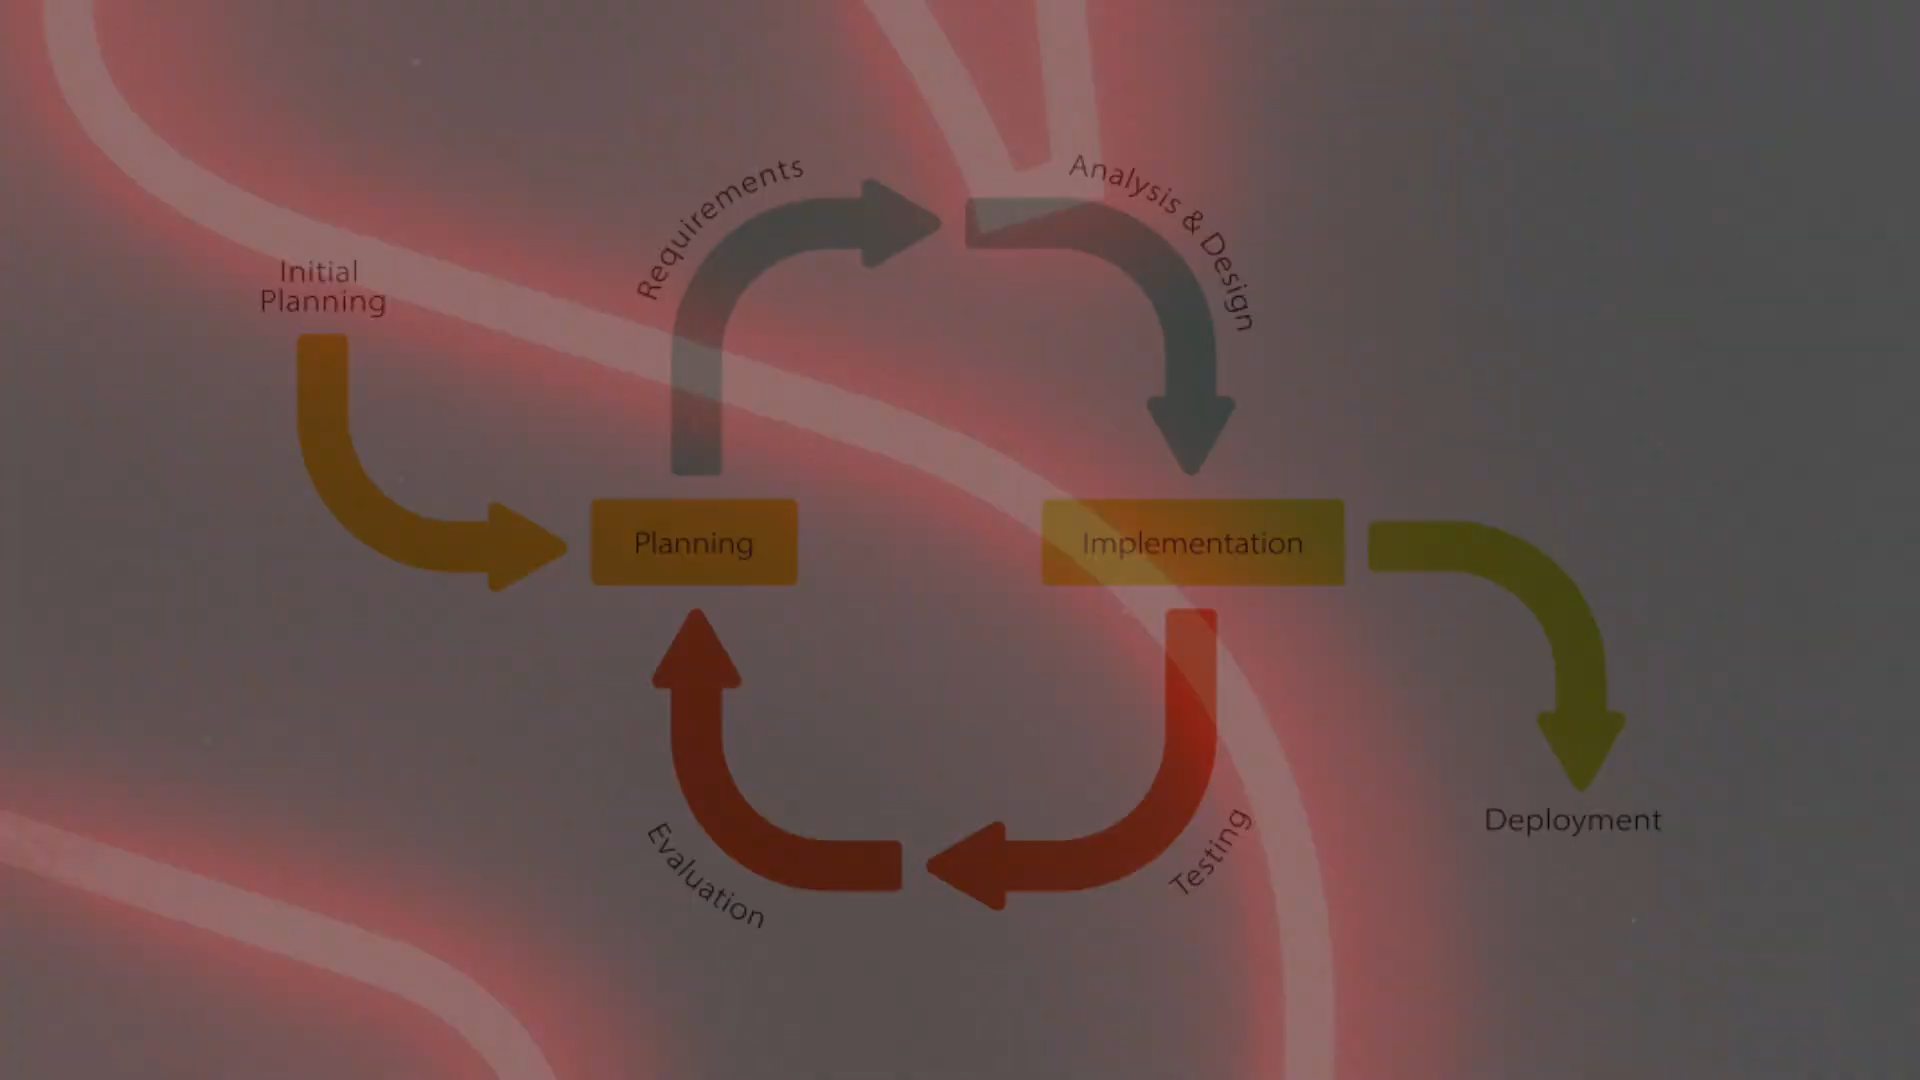 Requirements
Analysis & Design
Initial
Planning
Planning
Implementation
Deployment
Evaluation
Testing